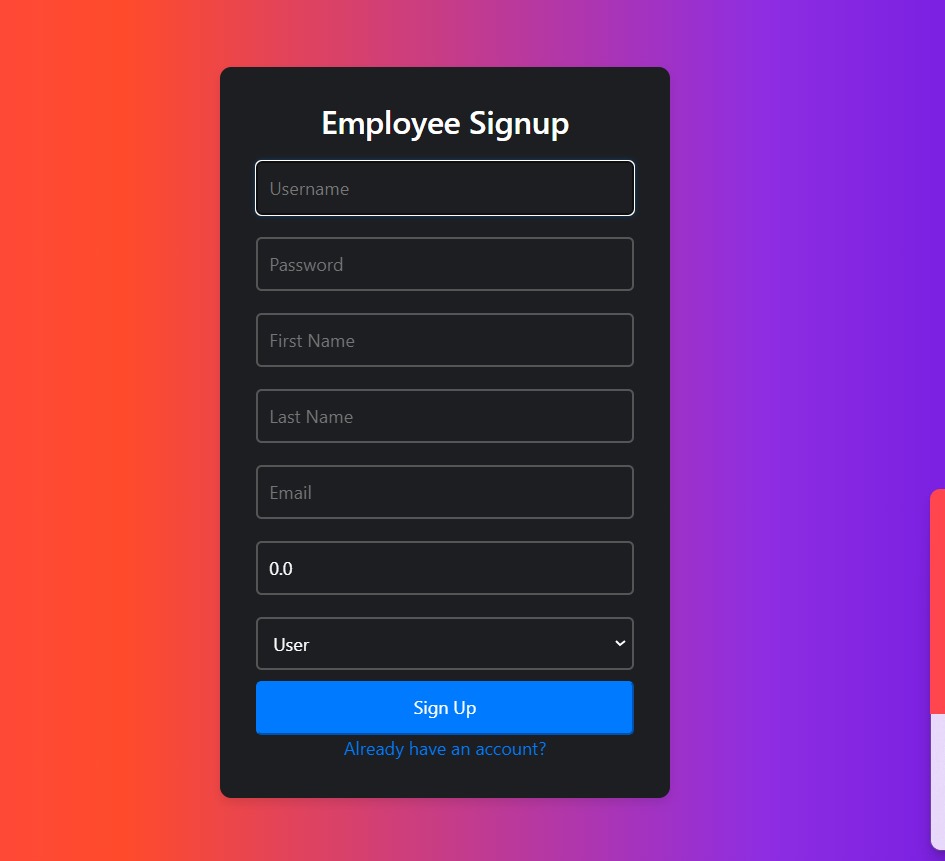 Employee Signup
Username
Password
First Name
Last Name
Email
0.0
User
Sign Up
Already have an account?